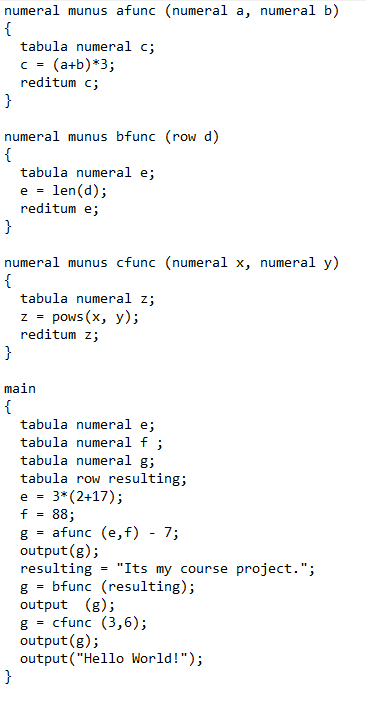 numeral munus afunc (numeral a, numeral b)
{
  tabula numeral c;
  c = (a+b)*3;
  reditum c;
}

numeral munus bfunc (row d)
{
  tabula numeral e;
  e = len(d);
  reditum e;
}

numeral munus cfunc (numeral x, numeral y)
{
  tabula numeral z;
  z = pows(x, y);
  reditum z;
}

main
{
  tabula numeral e;
  tabula numeral f ;
  tabula numeral g;
  tabula row resulting;
  e = 3*(2+17);
  f = 88;
  g = afunc (e,f) - 7;
  output(g);
  resulting = "Its my course project.";
  g = bfunc (resulting);
  output  (g);
  g = cfunc (3,6);
  output(g);
  output("Hello World!");
}